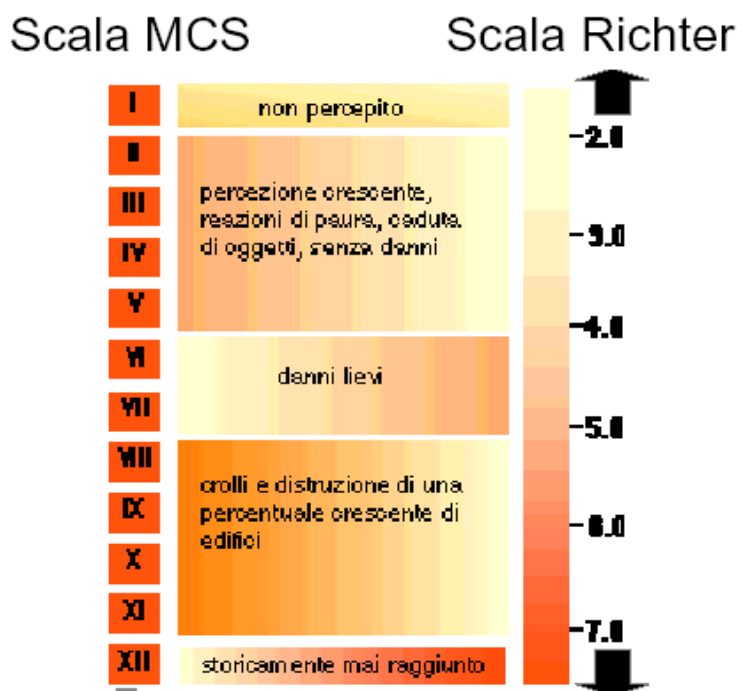 Scala MCS Scala Richter
I
non percepito
II
2.0
III
percezione crescente,
reazioni di paura, caduta
di oggetti, senza danni
3.0
IV
V
4.0
VI
danni lievi
VII
5.0
VIII
crolli e distruzione di una
percentuale crescente di
edifici
IX
6.0
X
XI
7.0
XII
storicamente mai raggiunto